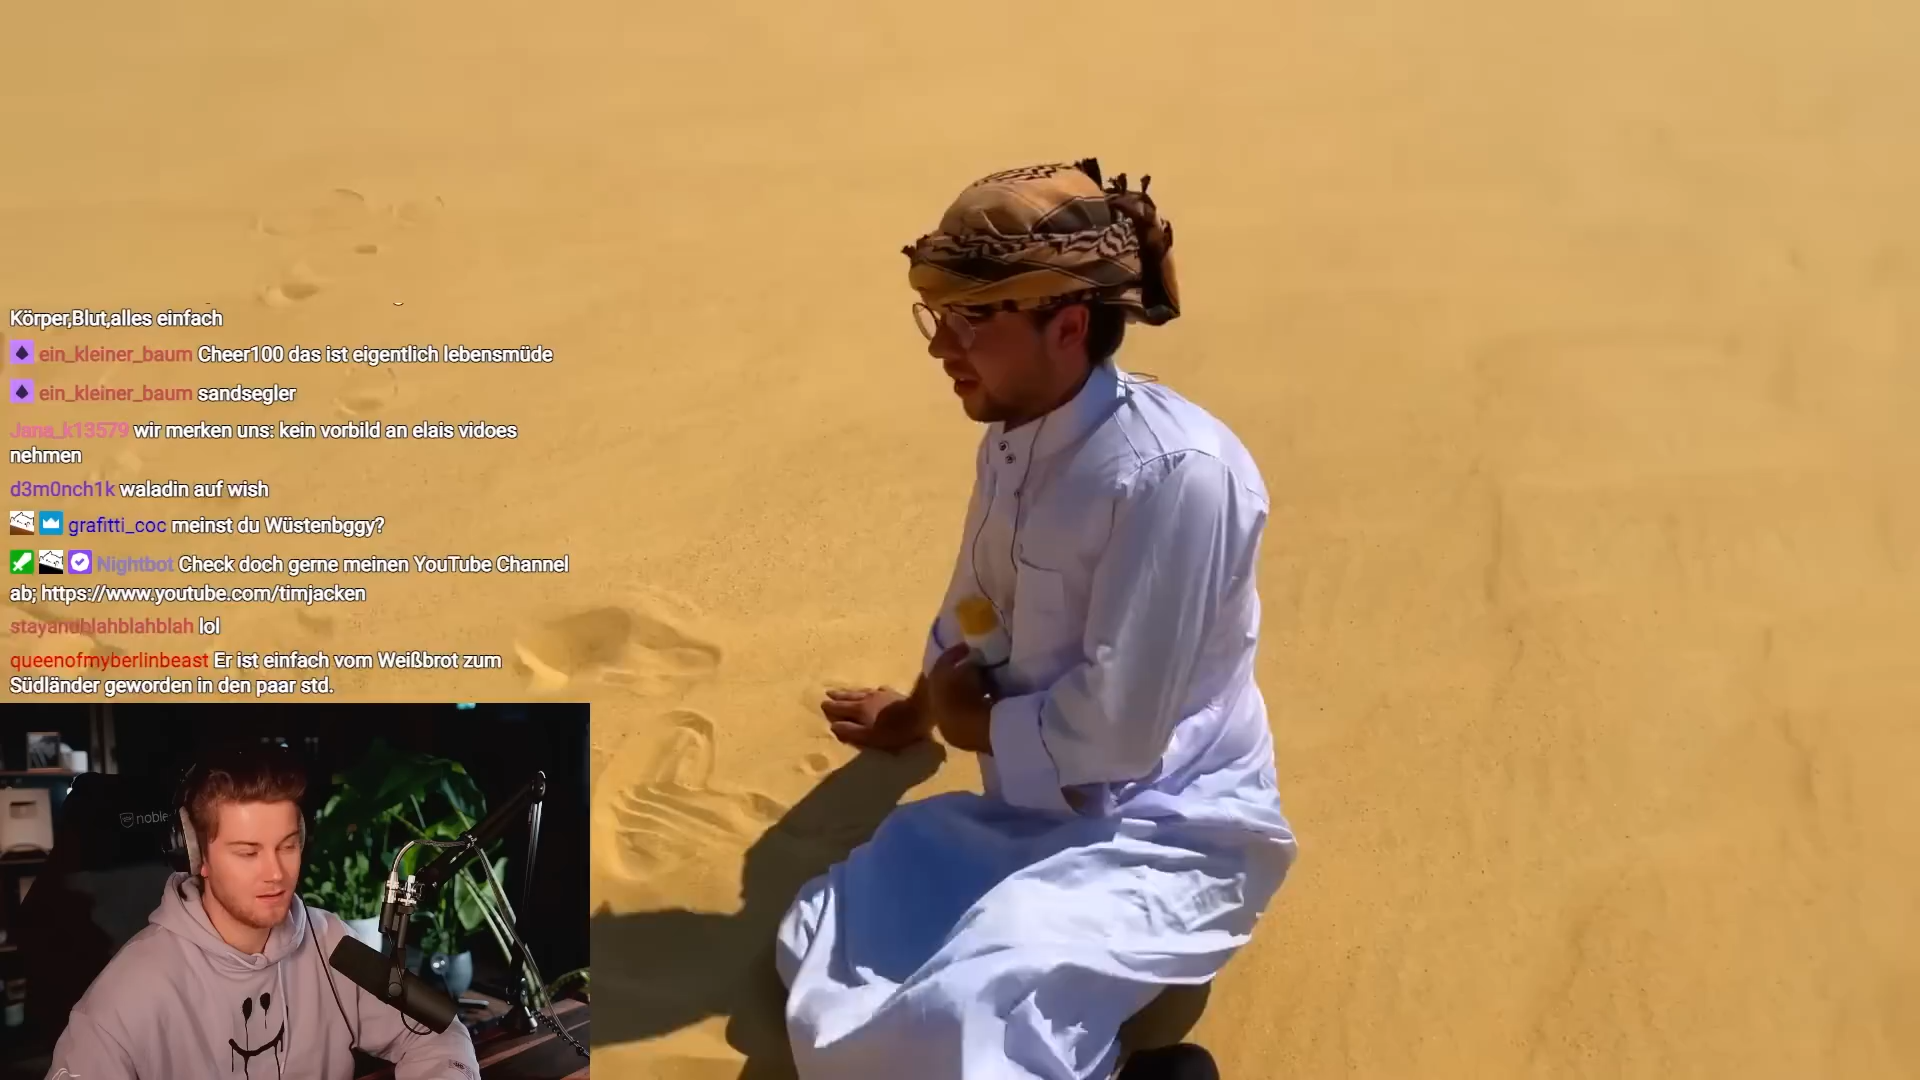 Körper,Blut,alles einfach
ein_kleiner_baum Cheer100 das ist eigentlich lebensmüde
ein_kleiner_baum sandsegler
Jana_k13579 wir merken uns: kein vorbild an elais vidoes
nehmen
d3m0nch1k waladin auf wish
grafitti_coc meinst du Wüstenbggy?
Nightbot Check doch gerne meinen YouTube Channel
ab; https://www.youtube.com/timjacken
stayanublahblahblah lol
queenofmyberlinbeast Er ist einfach vom Weißbrot zum
Südländer geworden in den paar std.
noble